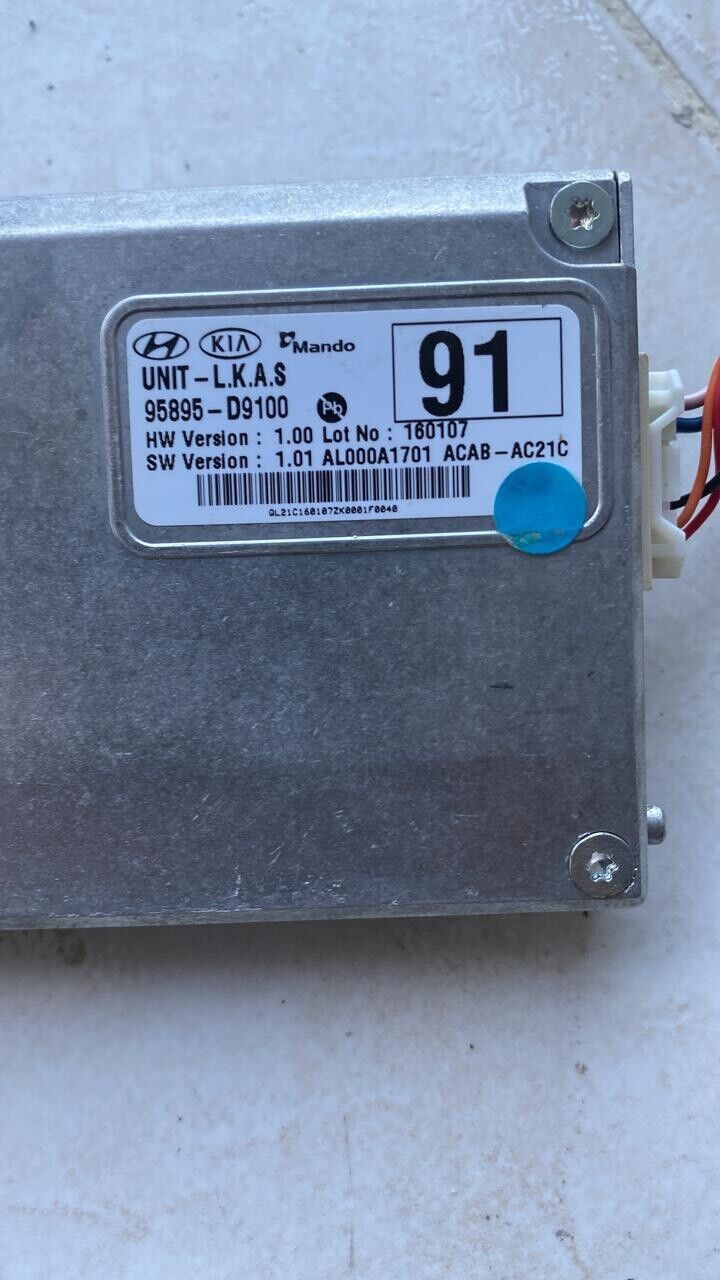 KIA Mando
91
UNIT-L.K.A.S
95895-D9100 Pb
HW Version : 1.00 Lot No : 160107
SW Version : 1.01 AL000A1701 ACAB-AC21C
QL21C160107ZK0001F0040